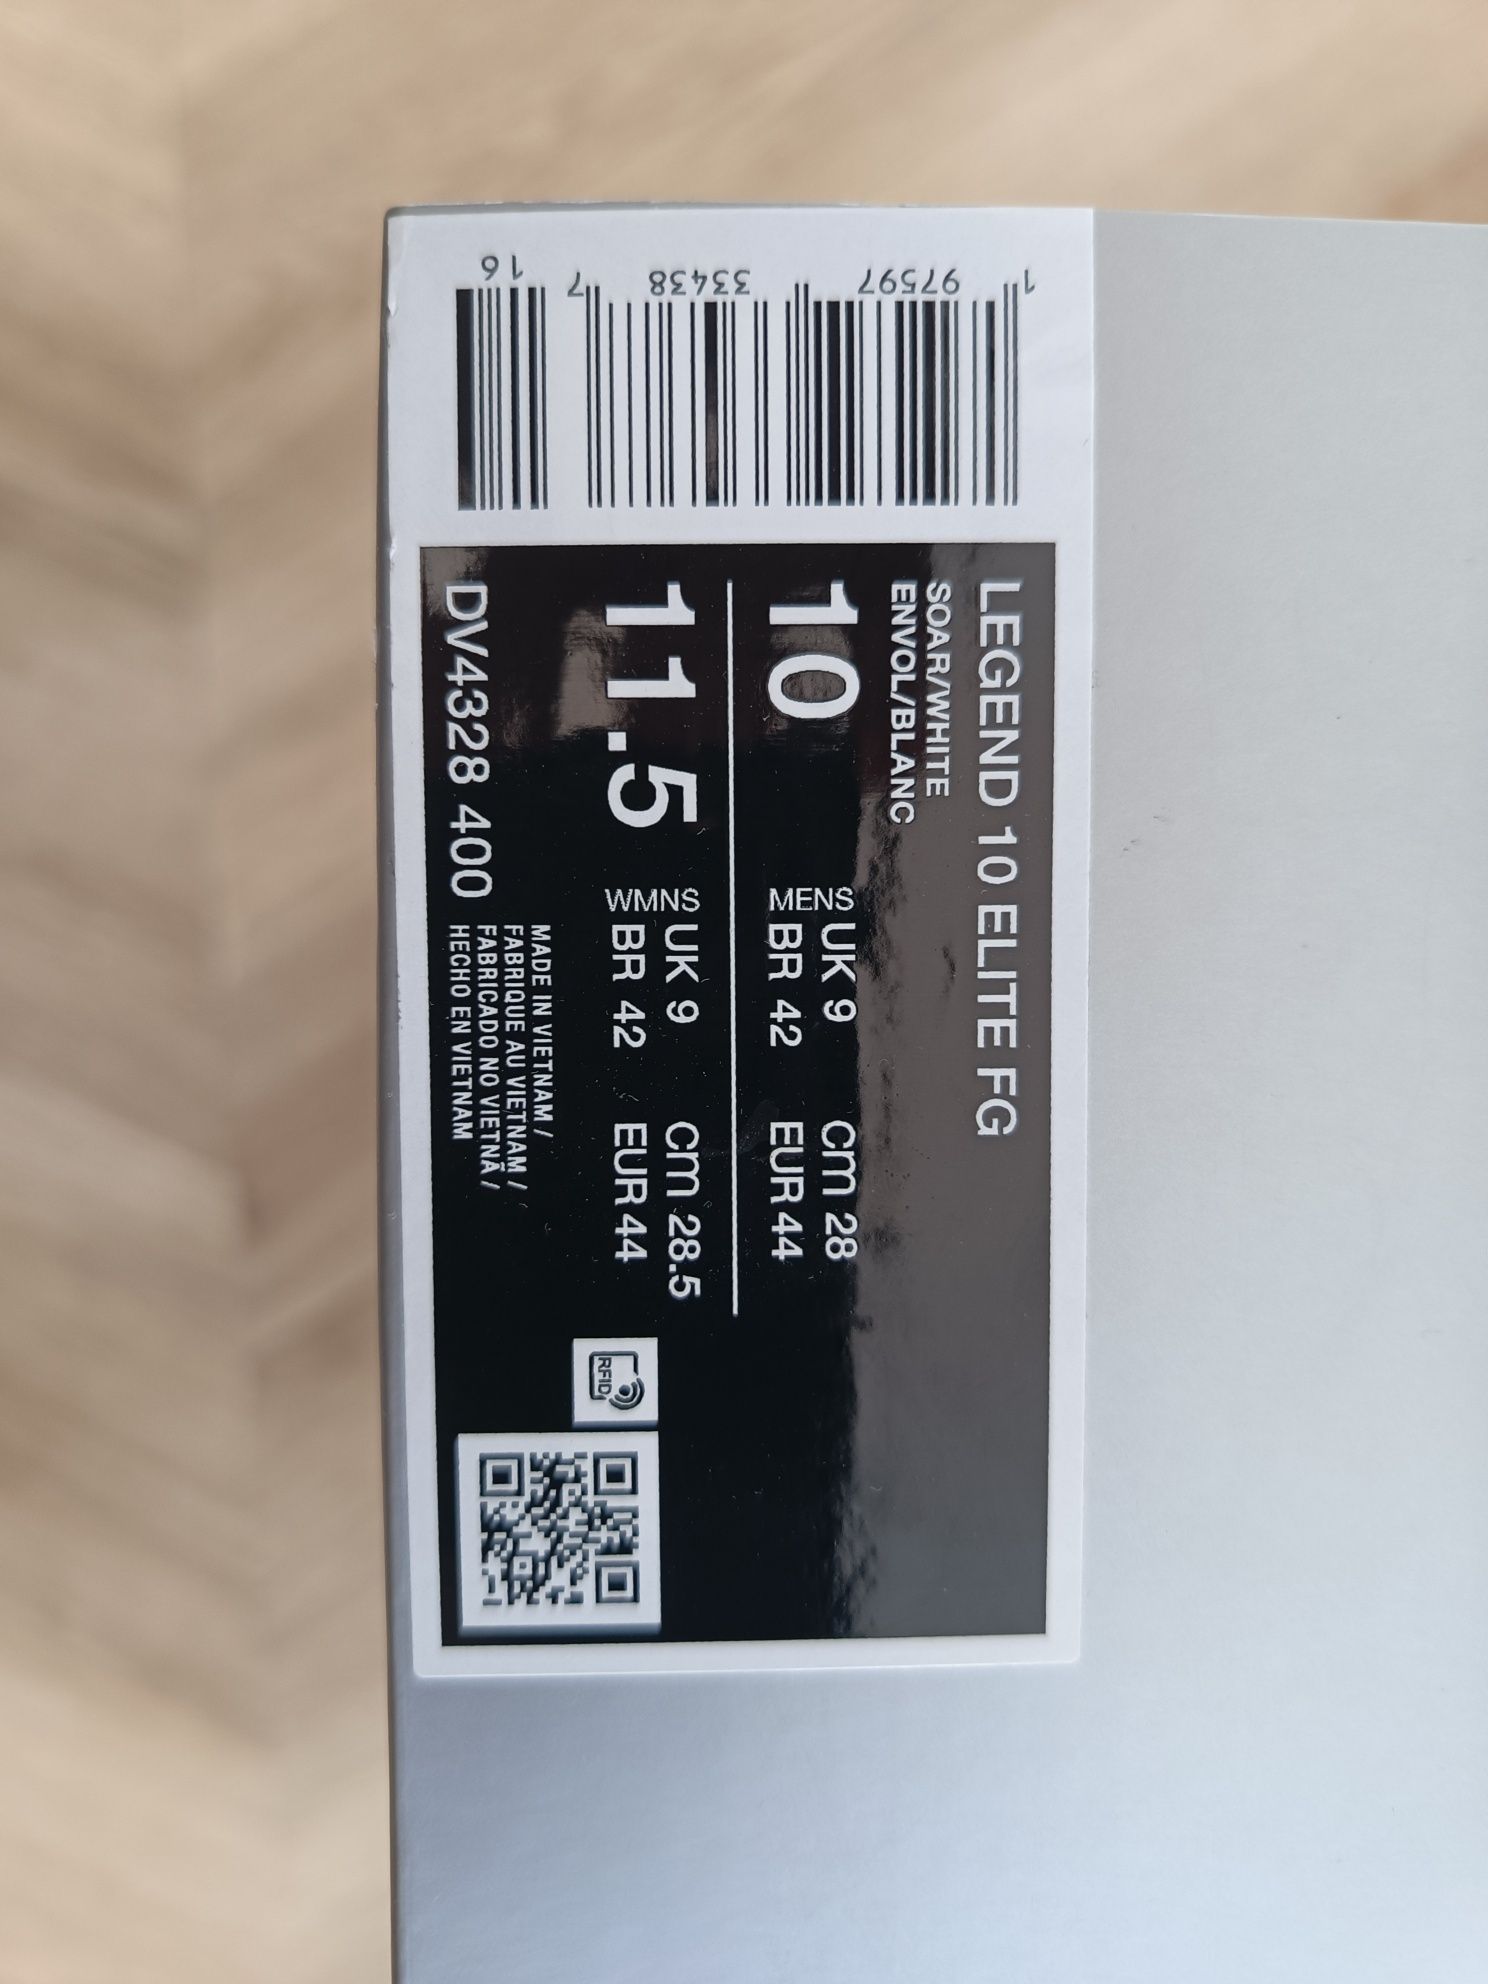 LEGEND 10 ELITE FG
SOAR/WHITE
ENVOL/BLANC
10
MENS
UK 9
Cm 28
BR 42
EUR 44
11.5
WMNS
UK 9
Cm 28.5
BR 42
EUR 44
DV4328 400
MADE IN VIETNAM /
FABRIQUE AU VIETNAM /
FABRICADO NO VIETNÃ /
HECHO EN VIETNAM
RFID
1 97597 33438 7
16